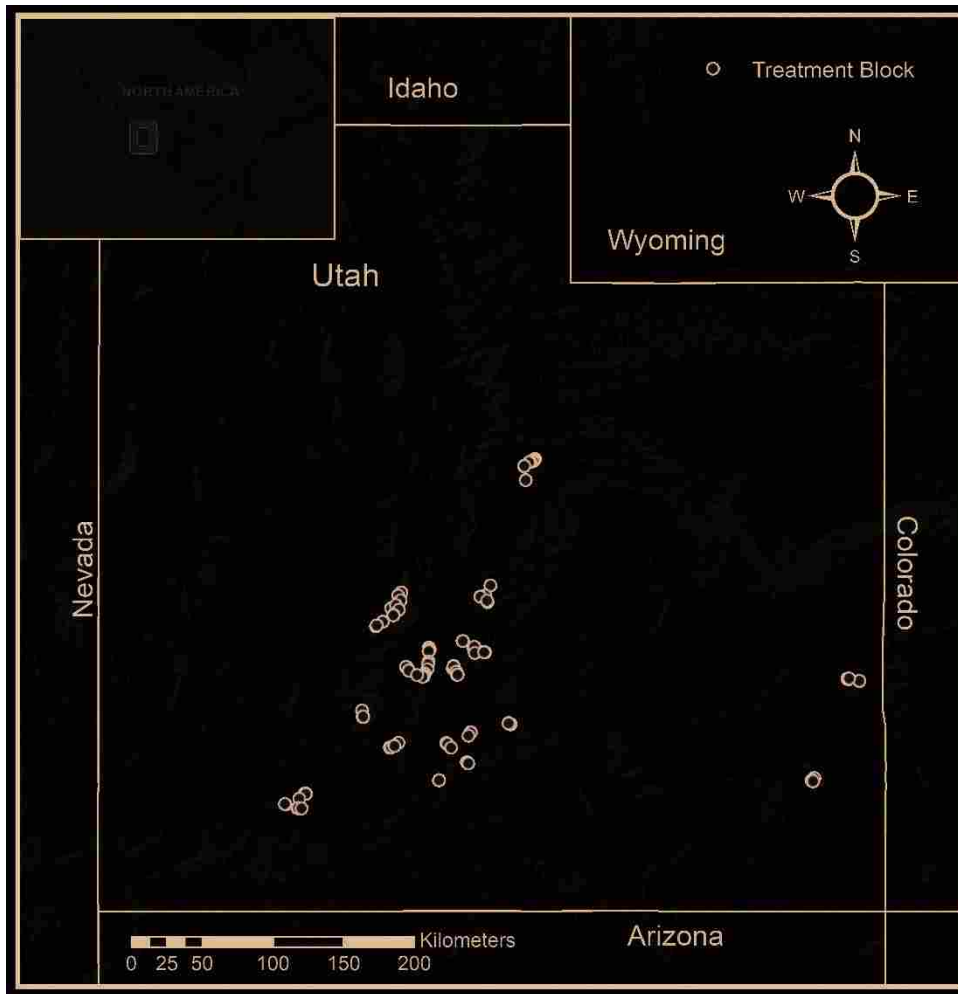 NORTH AMERICA
Idaho
Treatment Block
N
W
E
S
Wyoming
Utah
Nevada
Colorado
Arizona
Kilometers
0 25 50 100 150 200